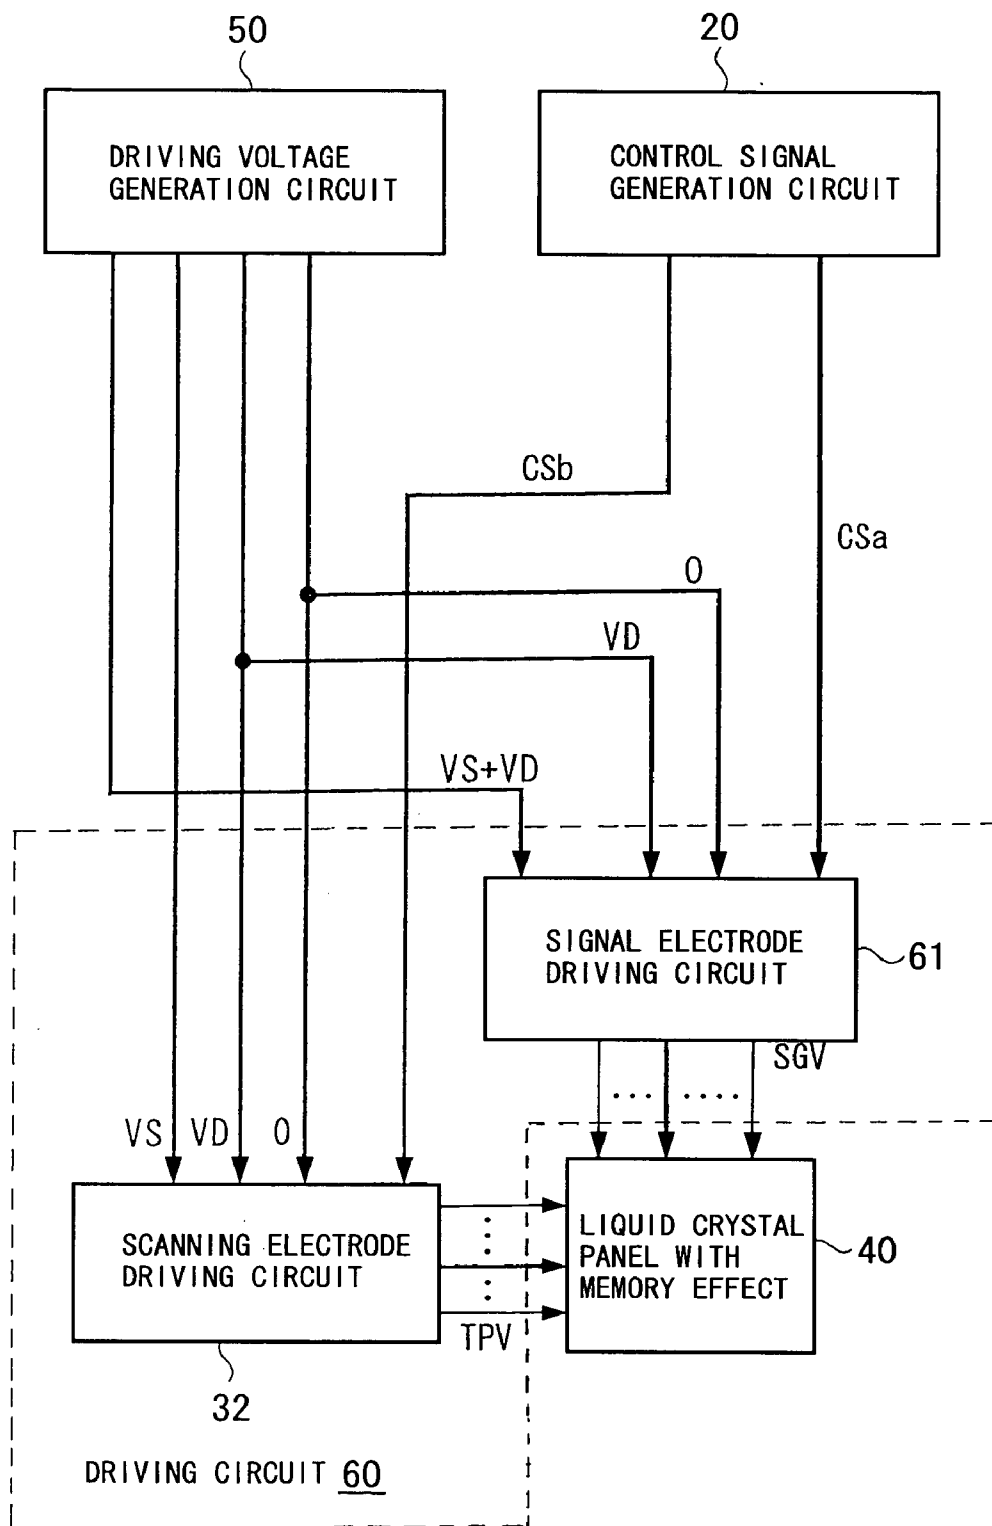 50
20
DRIVING VOLTAGE
GENERATION CIRCUIT
CONTROL SIGNAL
GENERATION CIRCUIT
CSb
CSa
0
VD
VS+VD
SIGNAL ELECTRODE
DRIVING CIRCUIT
61
SGV
VS
VD
0
SCANNING ELECTRODE
DRIVING CIRCUIT
LIQUID CRYSTAL
PANEL WITH
MEMORY EFFECT
40
TPV
32
DRIVING CIRCUIT 60